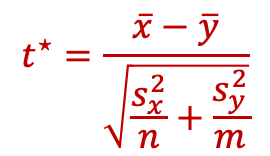 t⋆ = (x̄ − ȳ) / √(s_x²/n + s_y²/m)